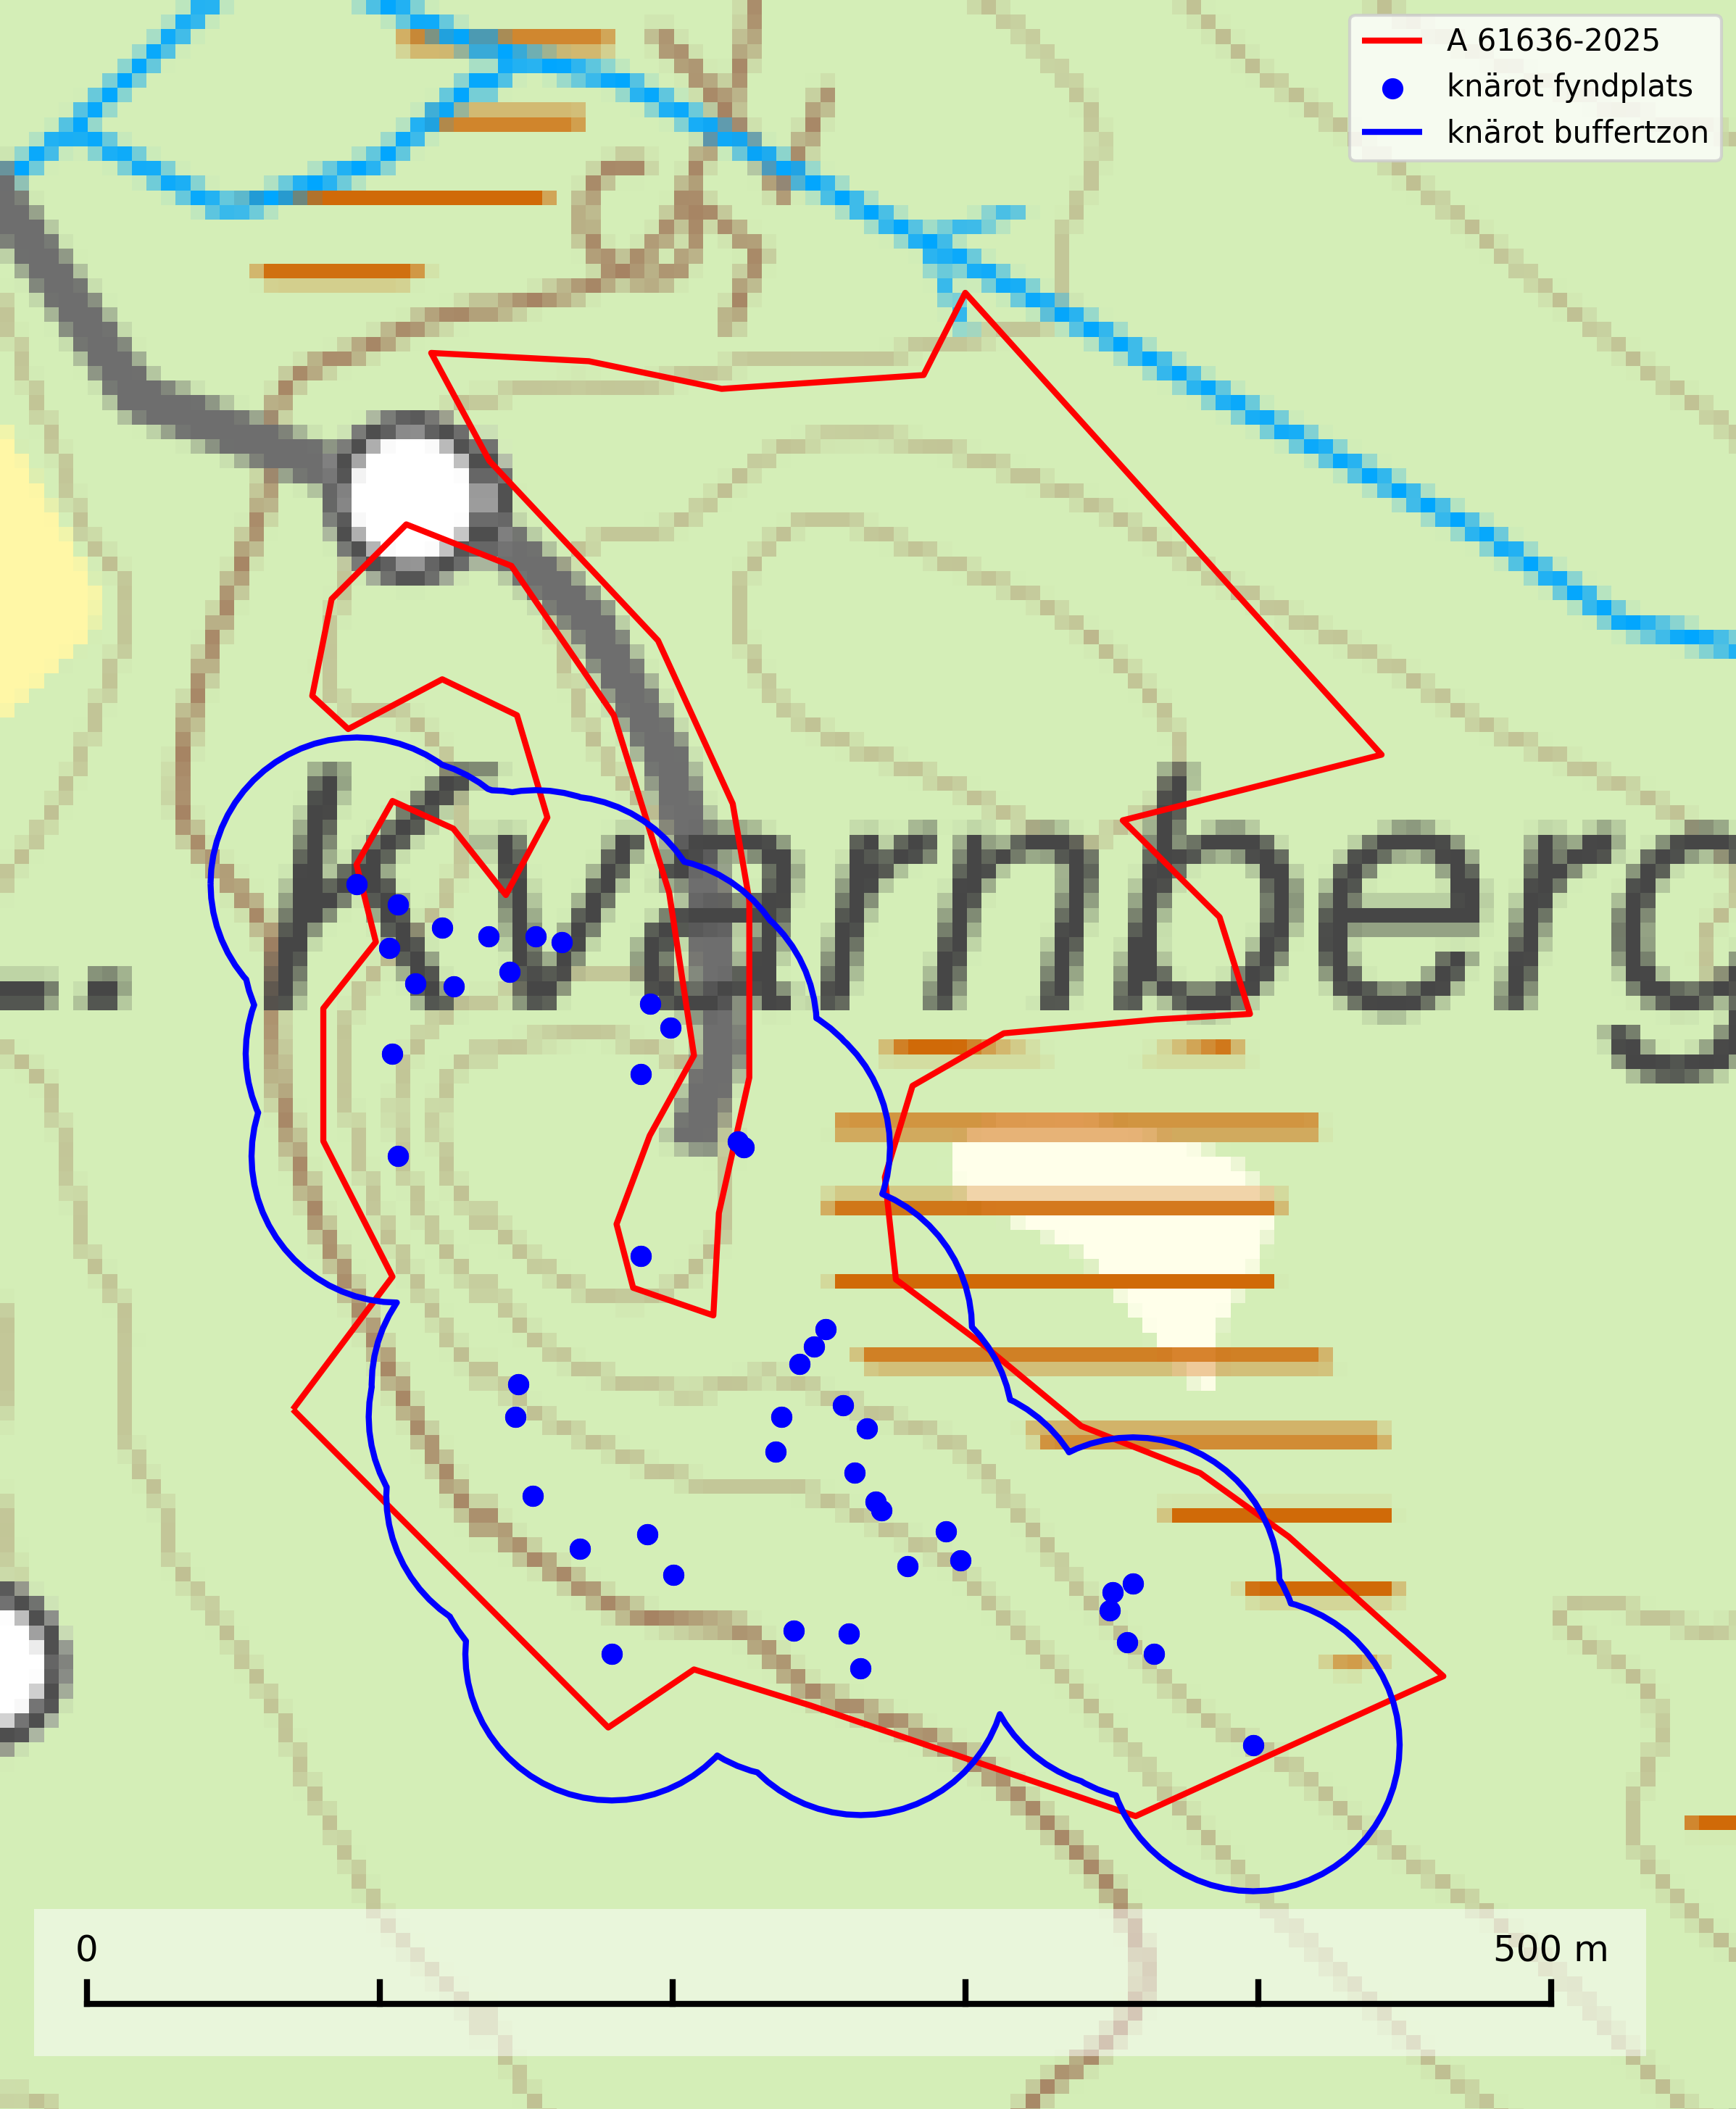 A 61636-2025
knärot fyndplats
knärot buffertzon
Kvarnberg
0 500 m